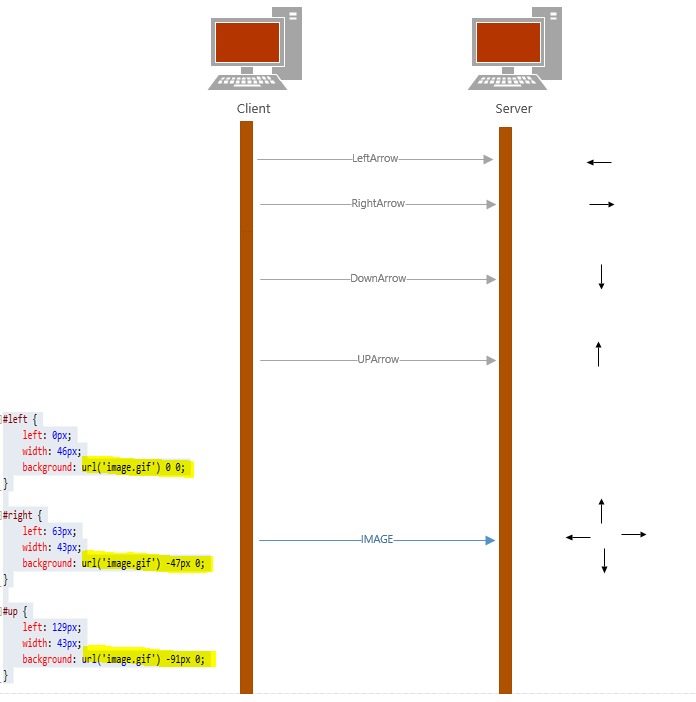 Client
Server
LeftArrow
RightArrow
DownArrow
UPArrow
#left {
left: 0px;
width: 46px;
background: url('image.gif') 0 0;
}
#right {
left: 63px;
width: 43px;
background: url('image.gif') -47px 0;
}
IMAGE
#up {
left: 129px;
width: 43px;
background: url('image.gif') -91px 0;
}